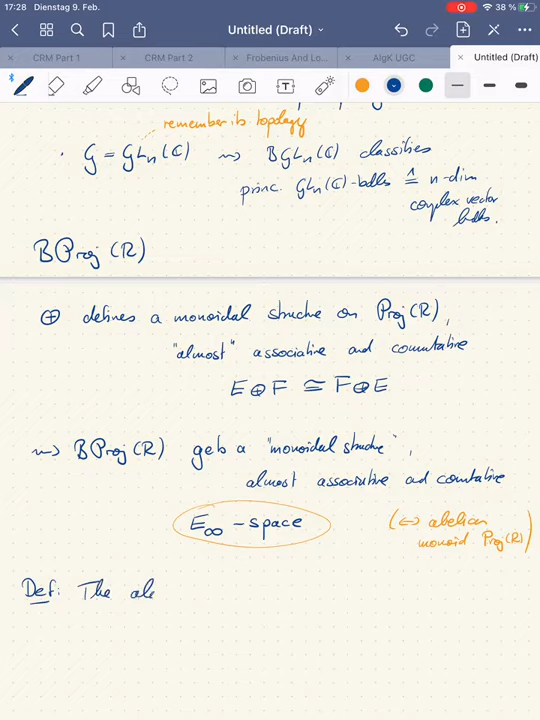 17:28 Dienstag 9. Feb.
38 %
Untitled (Draft)
CRM Part 1
CRM Part 2
Frobenius And Lo...
AlgK UGC
Untitled (Draft)
remember its topology
· G = GLn(ℂ) ⇝ BGLn(ℂ) classifies
princ. GLn(ℂ)-bdls ≙ n-dim
complex vector
bdls.
BProj(R)
⊕ defines a monoidal structure on Proj(R),
"almost" associative and commutative
E⊕F ≅ F⊕E
⇝ BProj(R) gets a "monoidal structure",
almost associative and commutative
E∞-space
(↔ abelian
monoid Proj(R))
Def: The abe